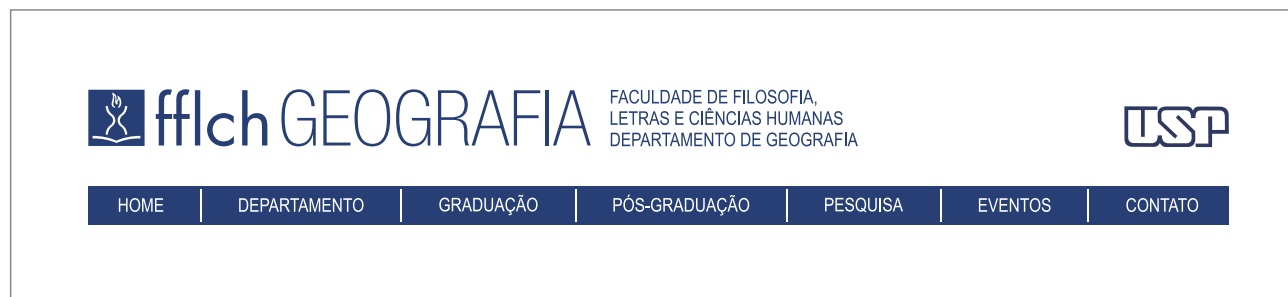 fflch GEOGRAFIA
FACULDADE DE FILOSOFIA,
LETRAS E CIÊNCIAS HUMANAS
DEPARTAMENTO DE GEOGRAFIA
USP
HOME DEPARTAMENTO GRADUAÇÃO PÓS-GRADUAÇÃO PESQUISA EVENTOS CONTATO